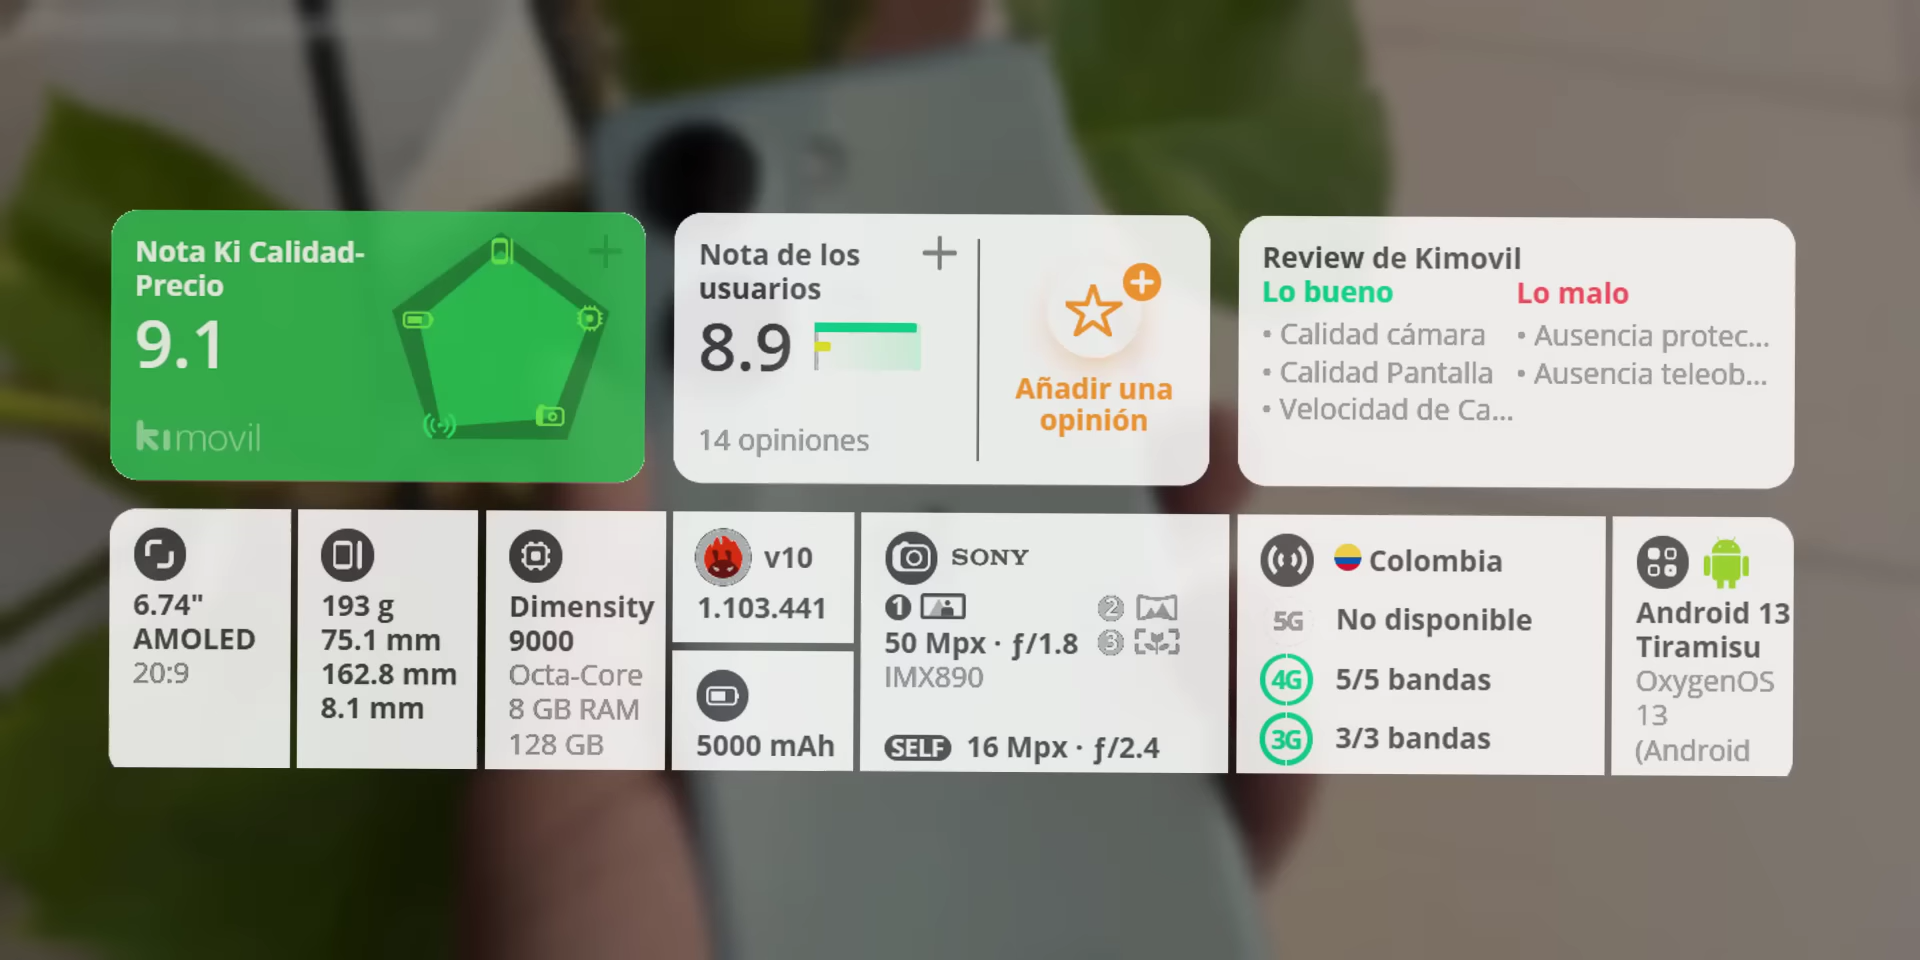 Nota Ki Calidad-
Precio
9.1
kimovil
Nota de los
usuarios
8.9
14 opiniones
Añadir una
opinión
Review de Kimovil
Lo bueno
• Calidad cámara
• Calidad Pantalla
• Velocidad de Ca...
Lo malo
• Ausencia protec...
• Ausencia teleob...
6.74"
AMOLED
20:9
193 g
75.1 mm
162.8 mm
8.1 mm
Dimensity
9000
Octa-Core
8 GB RAM
128 GB
v10
1.103.441
5000 mAh
SONY
1
50 Mpx · ƒ/1.8
IMX890
2
3
SELF 16 Mpx · ƒ/2.4
Colombia
5G No disponible
4G 5/5 bandas
3G 3/3 bandas
Android 13
Tiramisu
OxygenOS
13
(Android